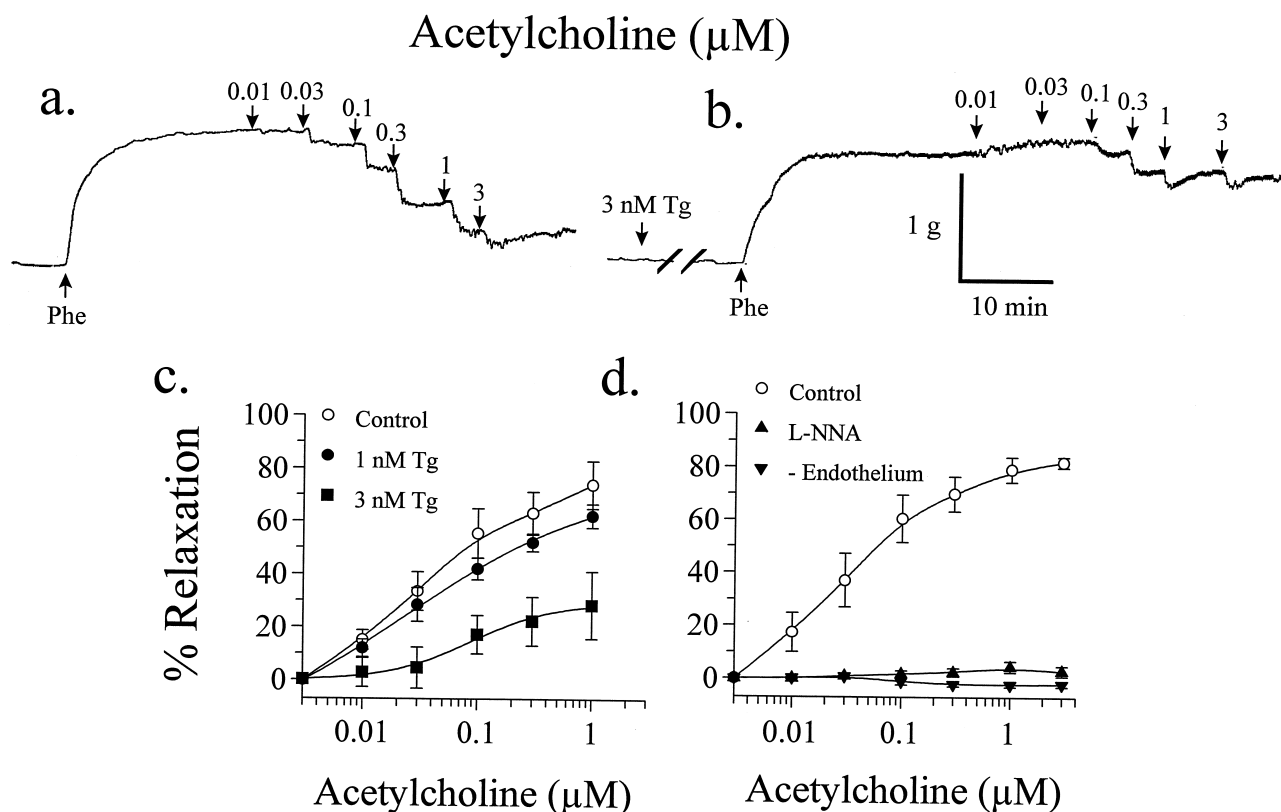 Acetylcholine (µM)
a.
0.01
0.03
0.1
0.3
1
3
Phe
b.
0.01
0.03
0.1
0.3
1
3
3 nM Tg
1 g
10 min
Phe
c.
Control
1 nM Tg
3 nM Tg
100
80
60
40
20
0
0.01
0.1
1
% Relaxation
Acetylcholine (µM)
d.
Control
L-NNA
- Endothelium
100
80
60
40
20
0
0.01
0.1
1
Acetylcholine (µM)